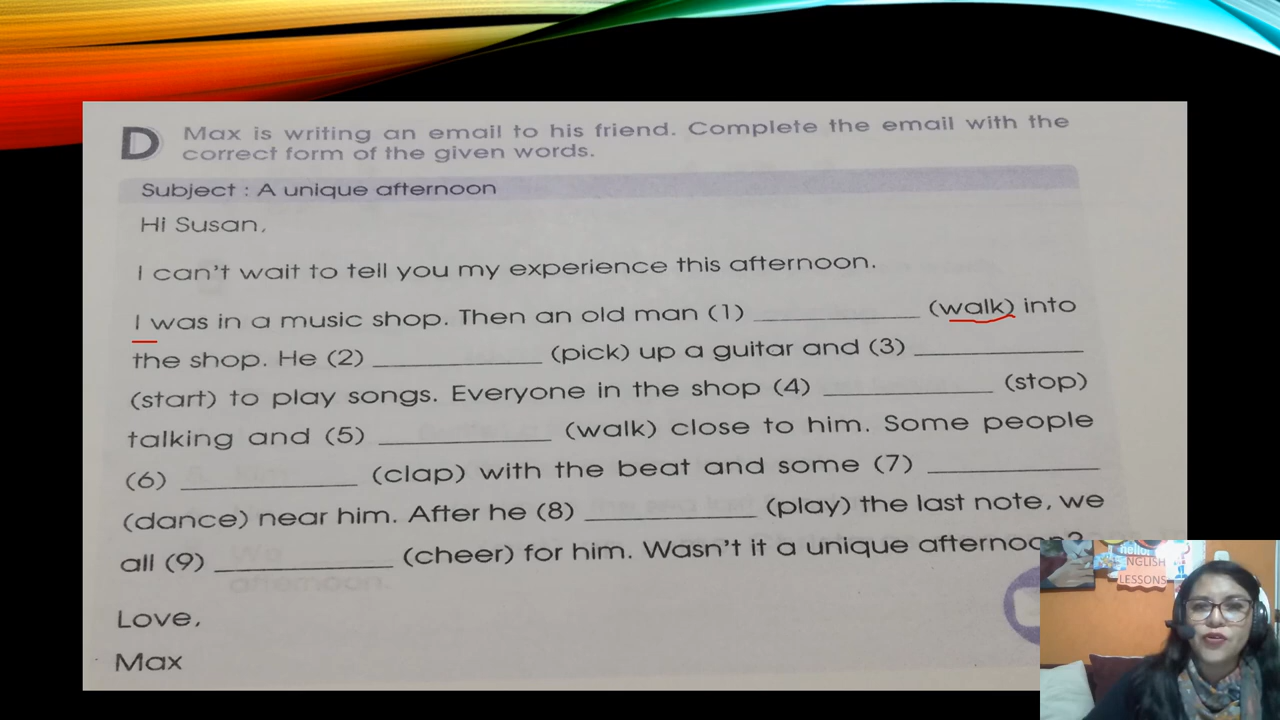 D Max is writing an email to his friend. Complete the email with the
correct form of the given words.
Subject : A unique afternoon
Hi Susan,
I can't wait to tell you my experience this afternoon.
I was in a music shop. Then an old man (1) ____________ (walk) into
the shop. He (2) ____________ (pick) up a guitar and (3) ____________
(start) to play songs. Everyone in the shop (4) ____________ (stop)
talking and (5) ____________ (walk) close to him. Some people
(6) ____________ (clap) with the beat and some (7) ____________
(dance) near him. After he (8) ____________ (play) the last note, we
all (9) ____________ (cheer) for him. Wasn't it a unique afternoon?
Love,
Max
hello!
NGLISH
LESSONS